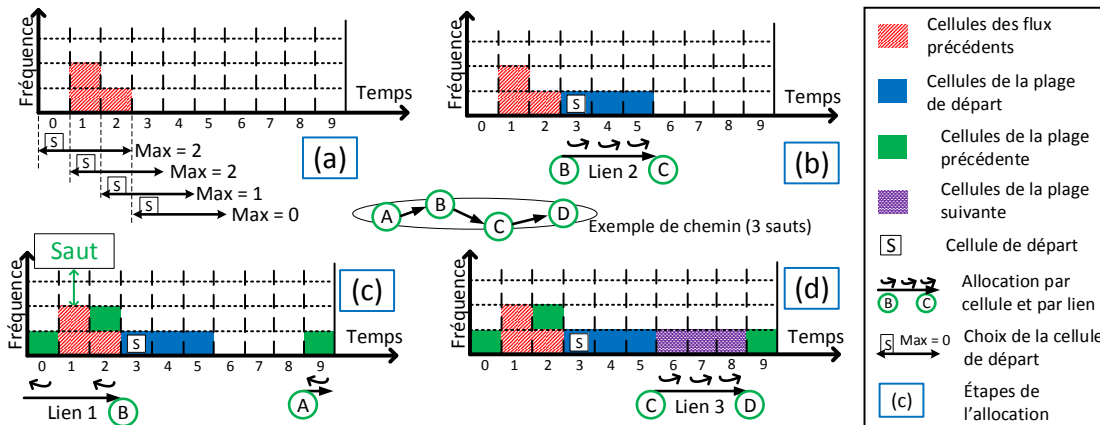 Fréquence
Temps
0 1 2 3 4 5 6 7 8 9
S
Max = 2
S
Max = 2
S
Max = 1
S
Max = 0
(a)
Fréquence
Temps
S
0 1 2 3 4 5 6 7 8 9
B
Lien 2
C
(b)
A
B
C
D
Exemple de chemin (3 sauts)
Saut
Fréquence
Temps
(c)
S
0 1 2 3 4 5 6 7 8 9
Lien 1
B
A
Fréquence
Temps
(d)
S
0 1 2 3 4 5 6 7 8 9
C
Lien 3
D
Cellules des flux
précédents
Cellules de la plage
de départ
Cellules de la plage
précédente
Cellules de la plage
suivante
S
Cellule de départ
B
C
Allocation par
cellule et par lien
S
Max = 0
Choix de la cellule
de départ
(c)
Étapes de
l’allocation